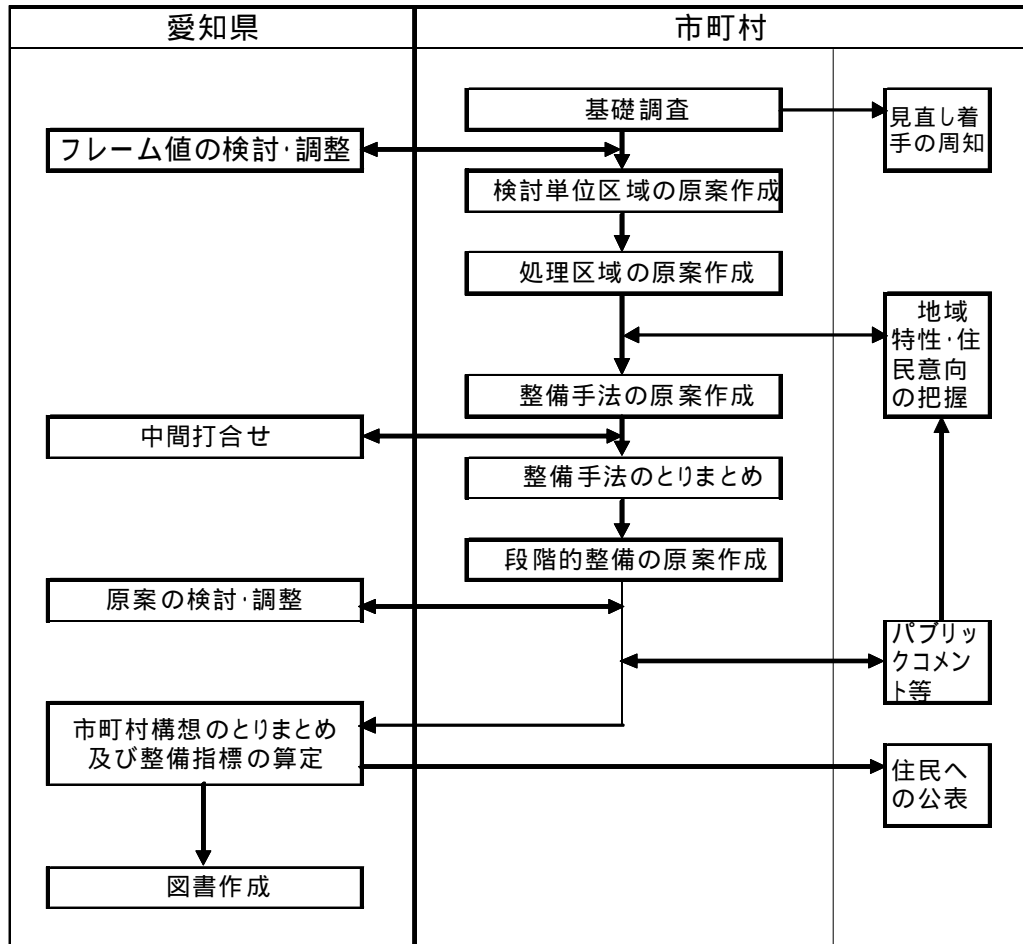 愛知県
市町村
基礎調査
見直し着
手の周知
フレーム値の検討・調整
検討単位区域の原案作成
処理区域の原案作成
地域
特性・住
民意向
の把握
整備手法の原案作成
中間打合せ
整備手法のとりまとめ
段階的整備の原案作成
原案の検討・調整
パブリッ
クコメン
ト等
市町村構想のとりまとめ
及び整備指標の算定
住民へ
の公表
図書作成